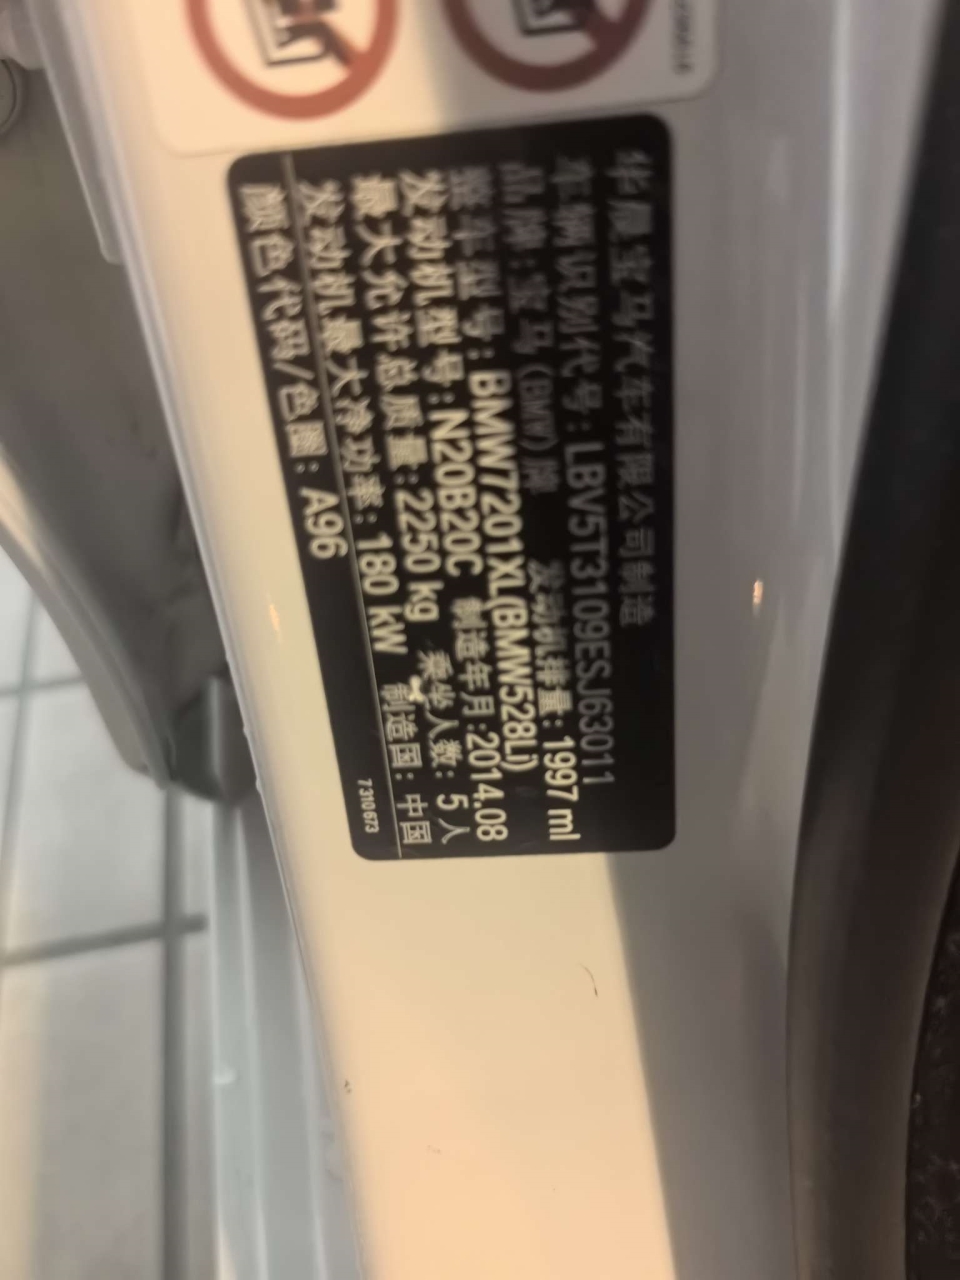 华晨宝马汽车有限公司制造
车辆识别代号：LBV5T3109ESJ63011
品牌：宝马（BMW）牌 发动机排量：1997 ml
整车型号：BMW7201XL(BMW528Li)
发动机型号：N20B20C 制造年月：2014.08
最大允许总质量：2250 kg 乘坐人数：5人
发动机最大净功率：180 kW 制造国：中国
颜色代码/色圈：A96
7310673